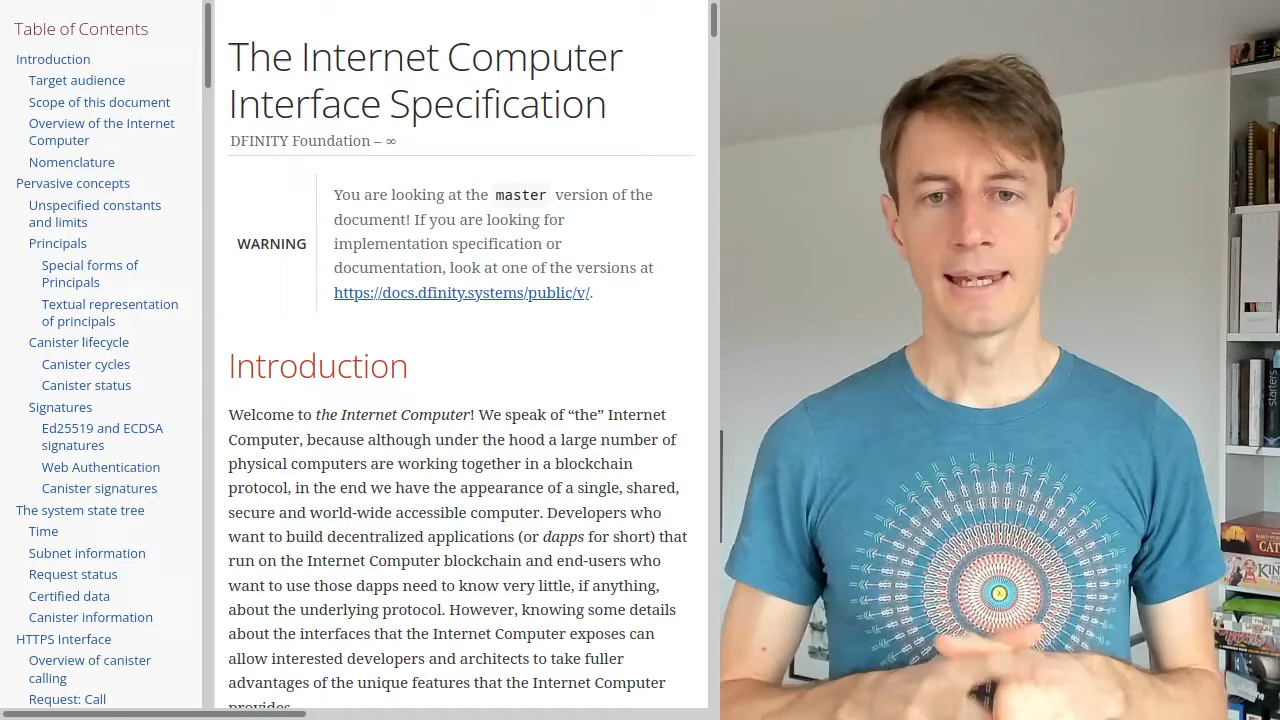 Table of Contents
Introduction
Target audience
Scope of this document
Overview of the Internet
Computer
Nomenclature
Pervasive concepts
Unspecified constants
and limits
Principals
Special forms of
Principals
Textual representation
of principals
Canister lifecycle
Canister cycles
Canister status
Signatures
Ed25519 and ECDSA
signatures
Web Authentication
Canister signatures
The system state tree
Time
Subnet information
Request status
Certified data
Canister information
HTTPS Interface
Overview of canister
calling
Request: Call
The Internet Computer
Interface Specification
DFINITY Foundation – ∞
WARNING
You are looking at the master version of the
document! If you are looking for
implementation specification or
documentation, look at one of the versions at
https://docs.dfinity.systems/public/v/.
Introduction
Welcome to the Internet Computer! We speak of “the” Internet
Computer, because although under the hood a large number of
physical computers are working together in a blockchain
protocol, in the end we have the appearance of a single, shared,
secure and world-wide accessible computer. Developers who
want to build decentralized applications (or dapps for short) that
run on the Internet Computer blockchain and end-users who
want to use those dapps need to know very little, if anything,
about the underlying protocol. However, knowing some details
about the interfaces that the Internet Computer exposes can
allow interested developers and architects to take fuller
advantages of the unique features that the Internet Computer
provides.
starters
CAT
KIN